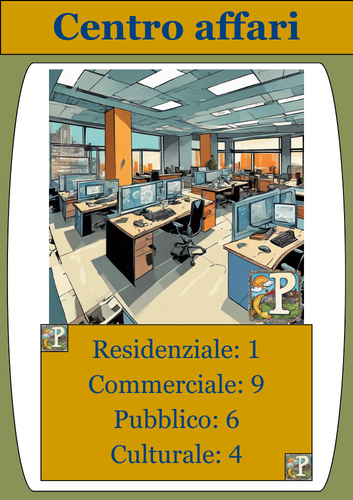 Centro affari
P
Residenziale: 1
Commerciale: 9
Pubblico: 6
Culturale: 4